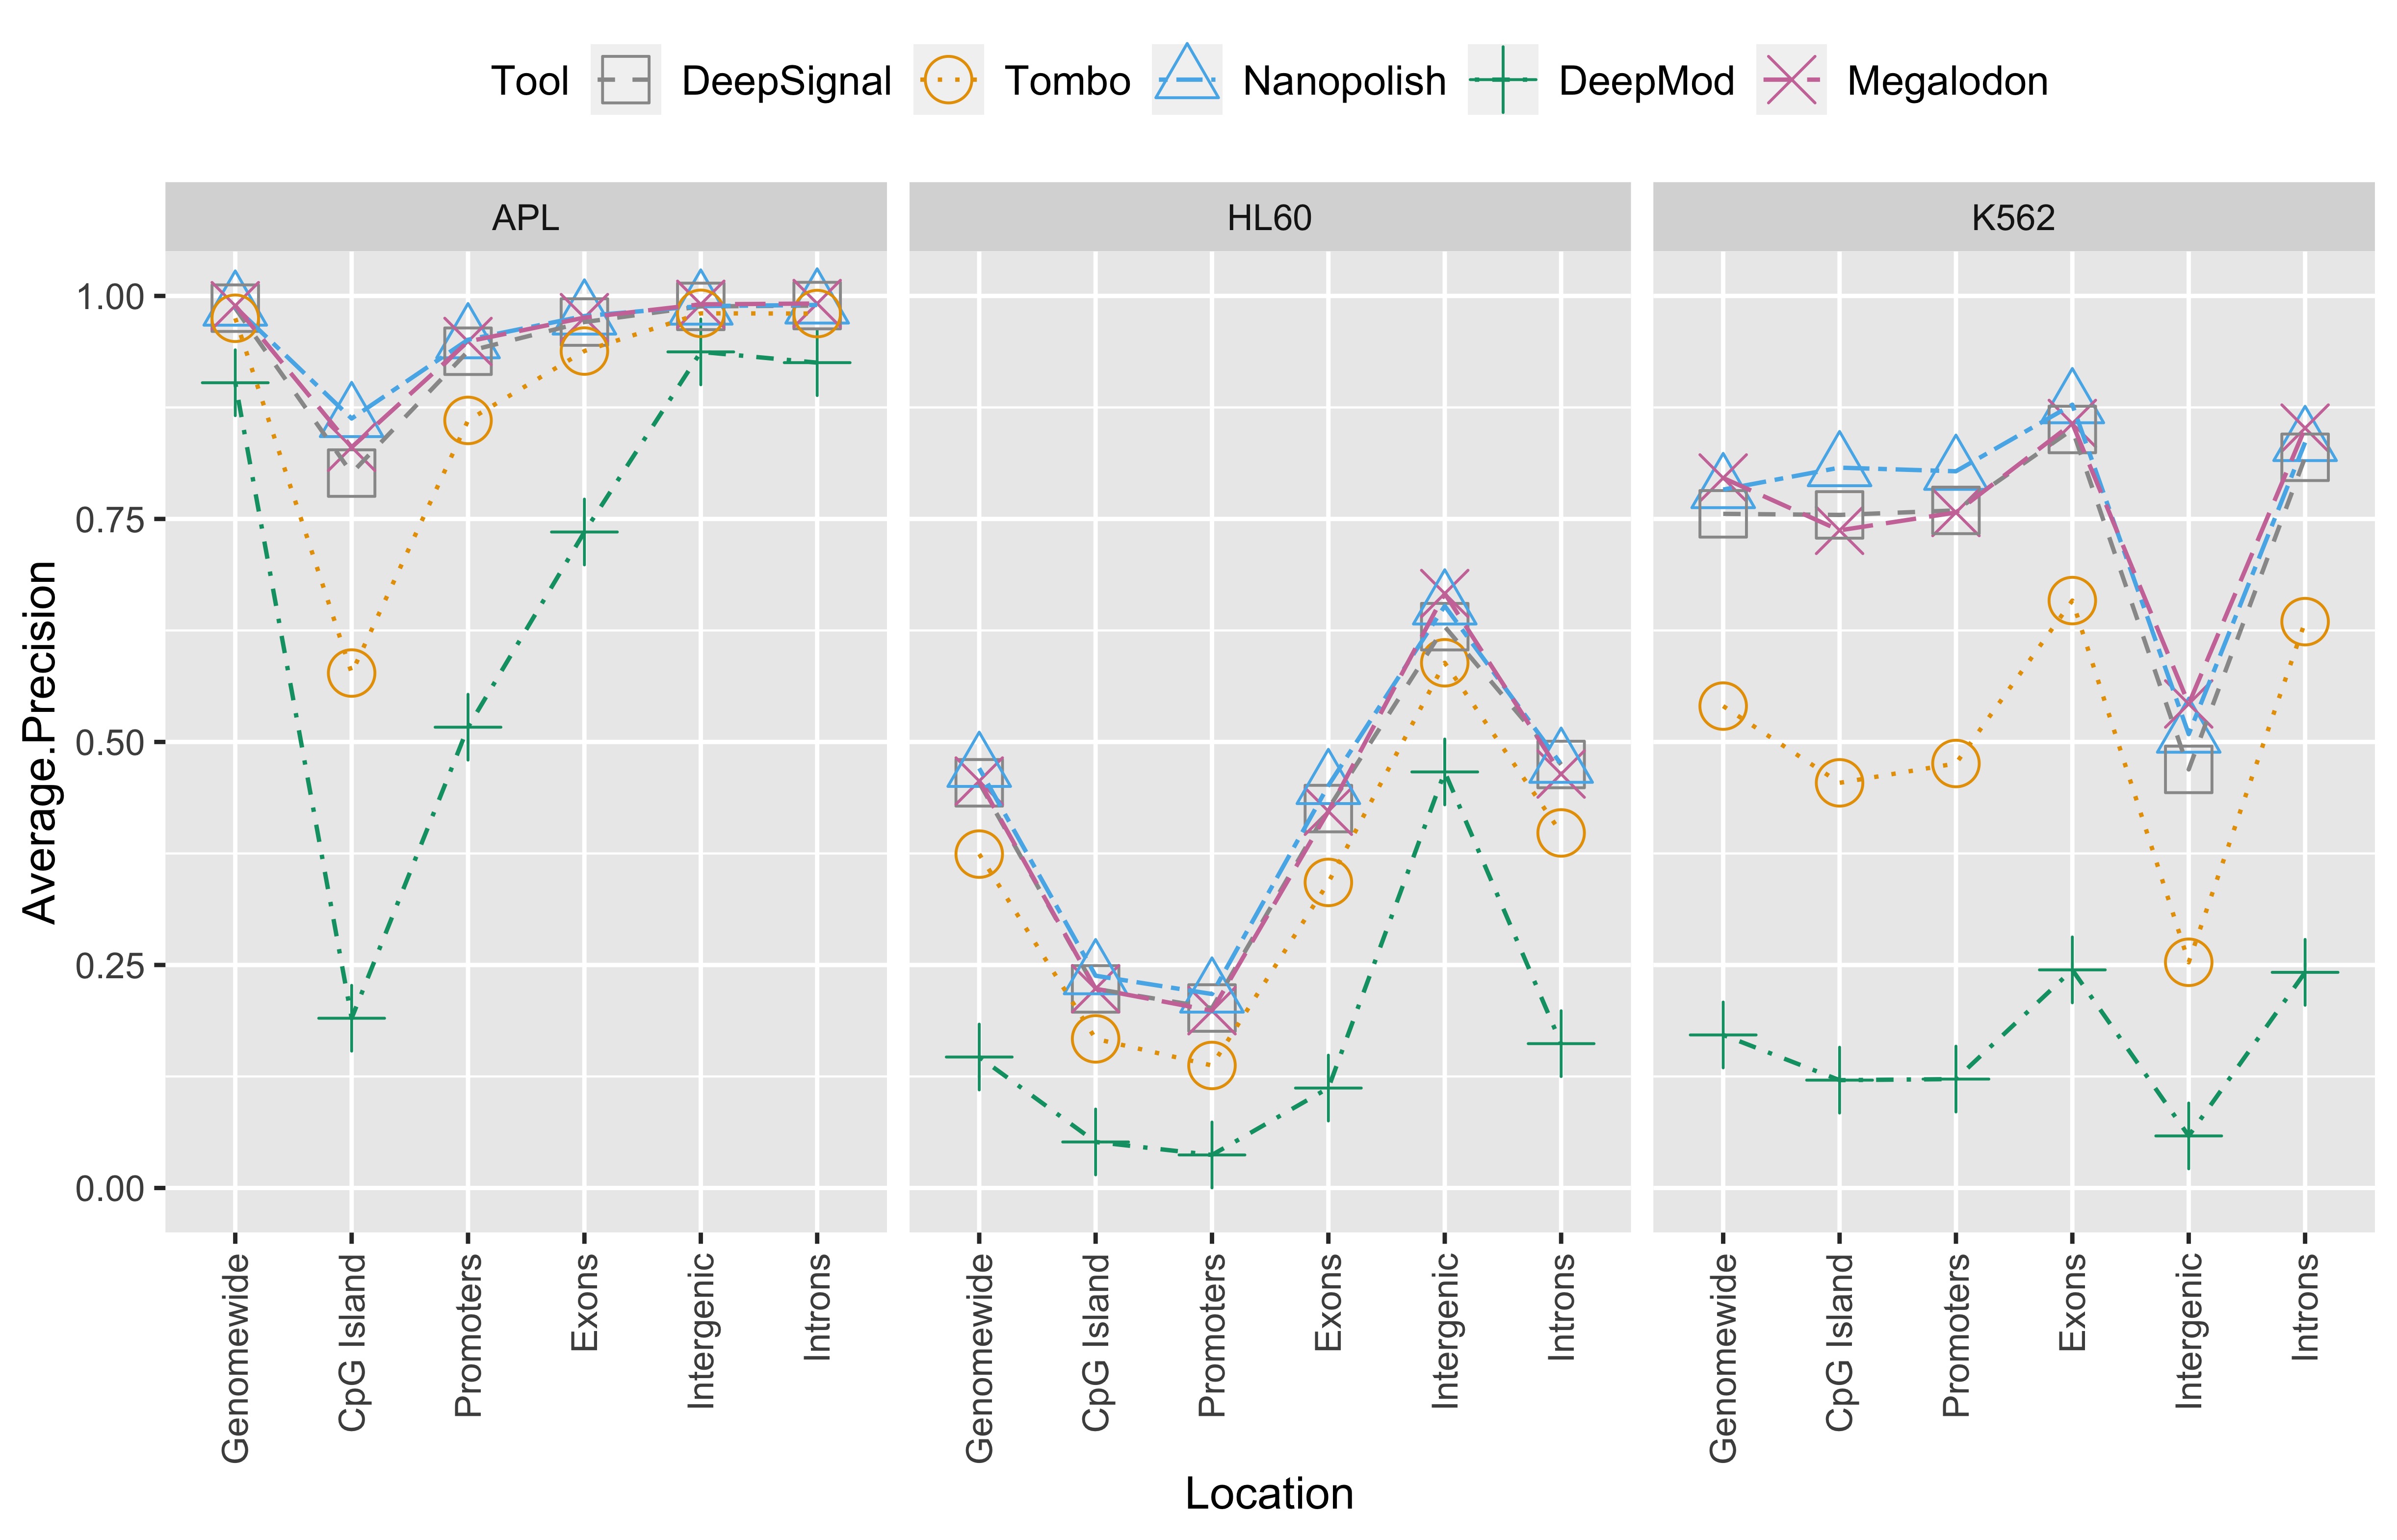 Tool DeepSignal Tombo Nanopolish DeepMod Megalodon
APL HL60 K562
1.00
0.75
0.50
0.25
0.00
Average.Precision
Genomewide CpG Island Promoters Exons Intergenic Introns Genomewide CpG Island Promoters Exons Intergenic Introns Genomewide CpG Island Promoters Exons Intergenic Introns
Location